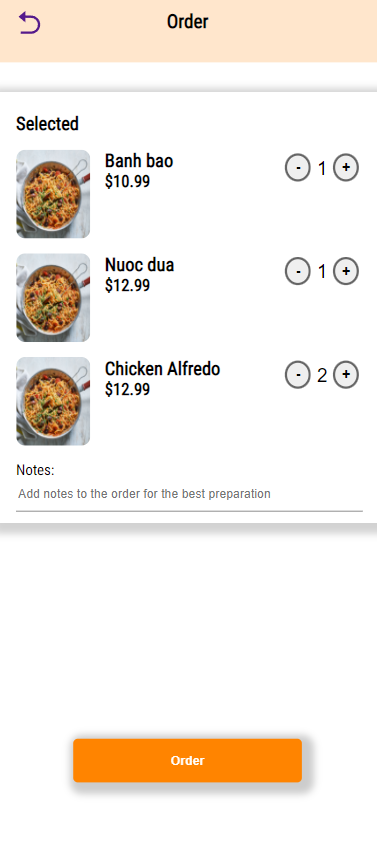 Order
Selected
Banh bao
$10.99
- 1 +
Nuoc dua
$12.99
- 1 +
Chicken Alfredo
$12.99
- 2 +
Notes:
Add notes to the order for the best preparation
Order